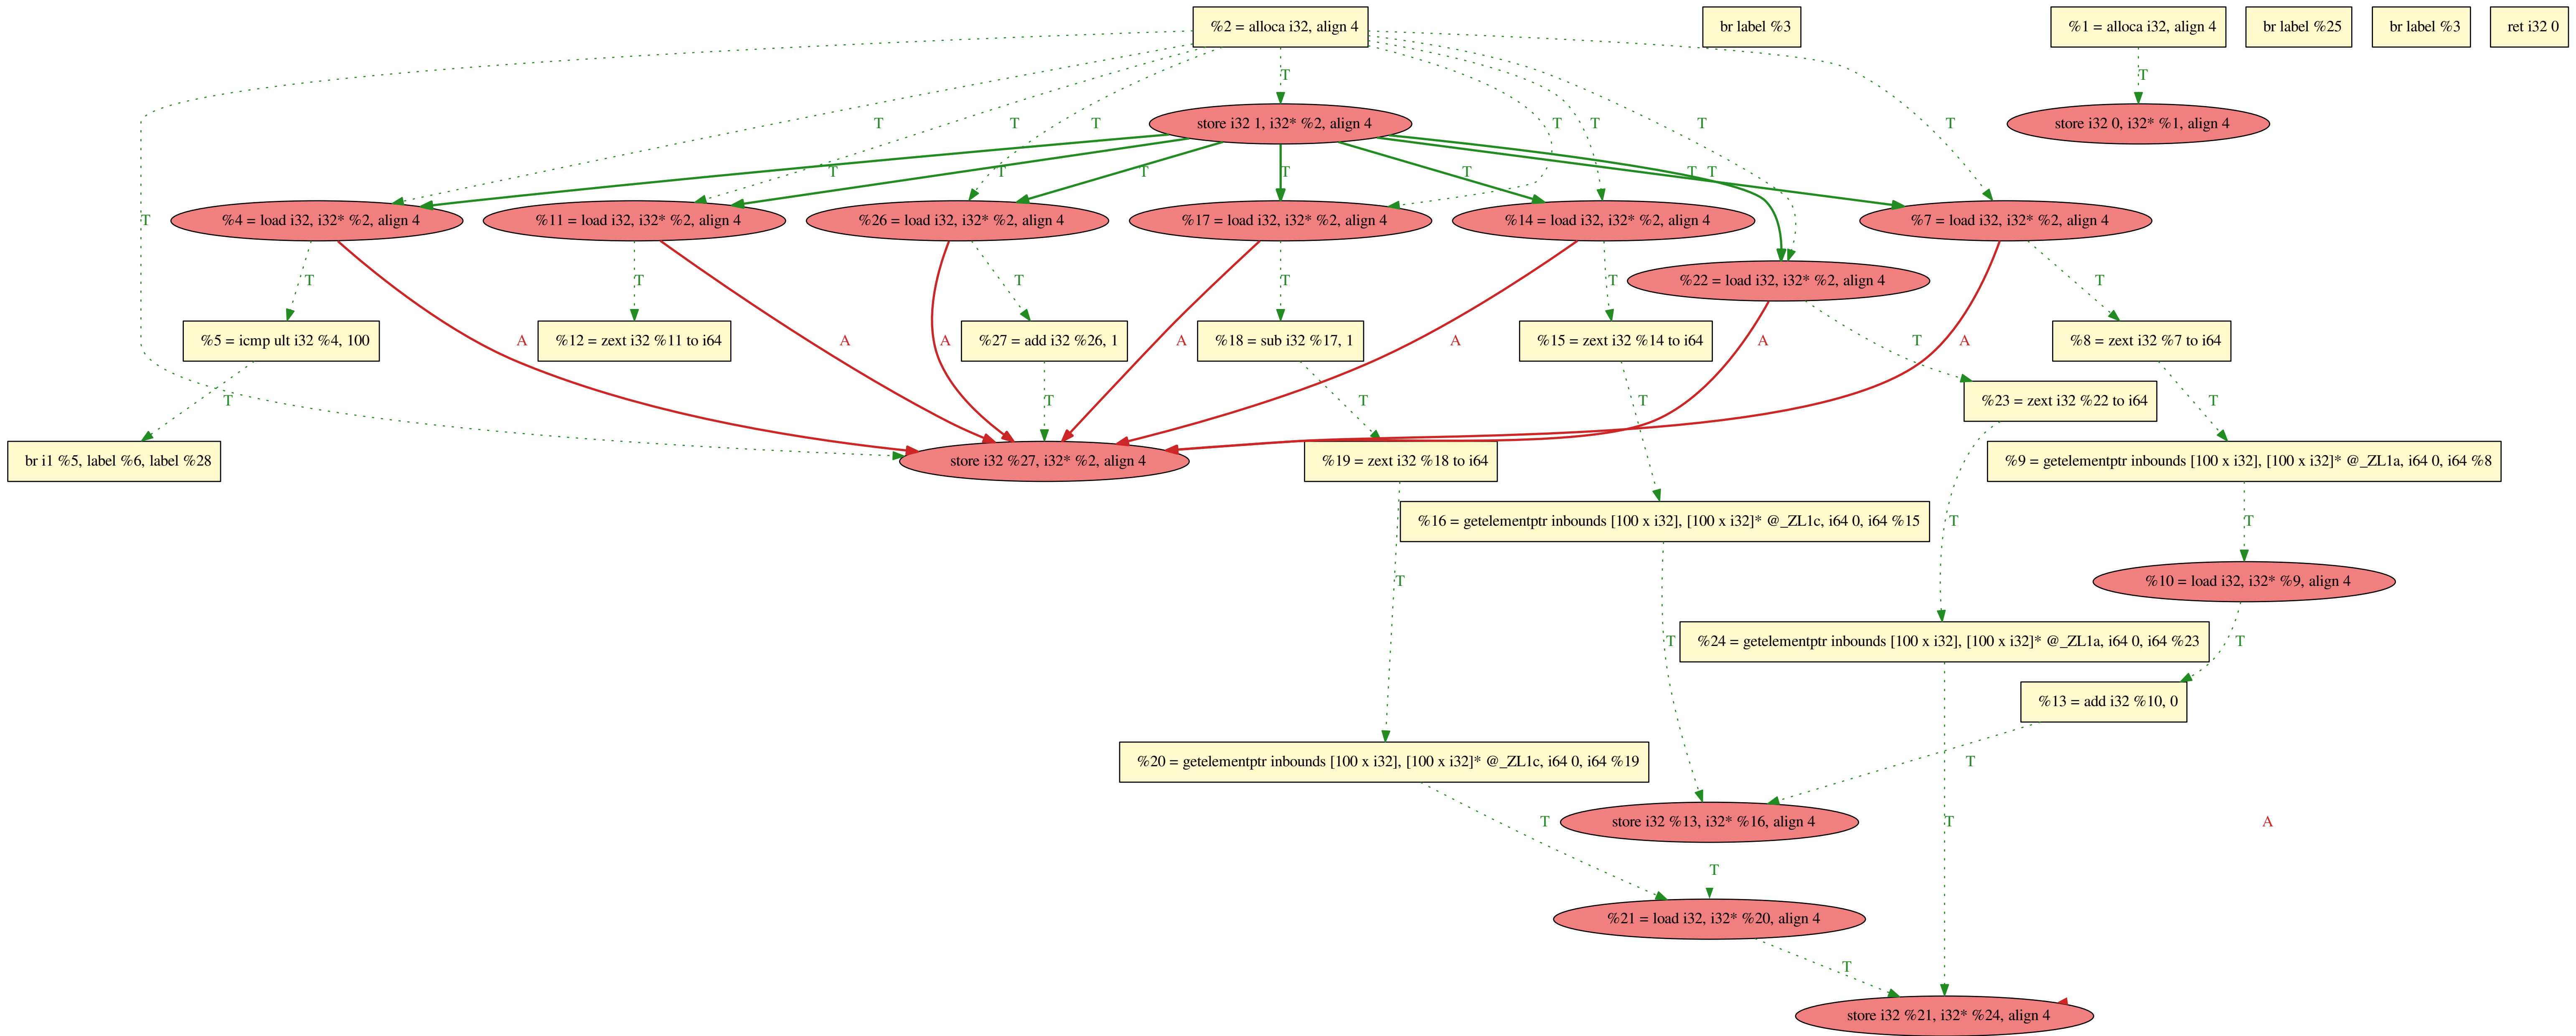 %2 = alloca i32, align 4
br label %3
%1 = alloca i32, align 4
br label %25
br label %3
ret i32 0
T
T
T
T
T
T
T
T
T
store i32 1, i32* %2, align 4
store i32 0, i32* %1, align 4
T
T
T
T
T
T
T
T
%4 = load i32, i32* %2, align 4
%11 = load i32, i32* %2, align 4
%26 = load i32, i32* %2, align 4
%17 = load i32, i32* %2, align 4
%14 = load i32, i32* %2, align 4
%7 = load i32, i32* %2, align 4
T
T
T
T
T
%22 = load i32, i32* %2, align 4
T
%5 = icmp ult i32 %4, 100
A
%12 = zext i32 %11 to i64
A
A
%27 = add i32 %26, 1
A
%18 = sub i32 %17, 1
A
%15 = zext i32 %14 to i64
A
T
A
%8 = zext i32 %7 to i64
T
T
T
T
%23 = zext i32 %22 to i64
T
br i1 %5, label %6, label %28
store i32 %27, i32* %2, align 4
%19 = zext i32 %18 to i64
%9 = getelementptr inbounds [100 x i32], [100 x i32]* @_ZL1a, i64 0, i64 %8
%16 = getelementptr inbounds [100 x i32], [100 x i32]* @_ZL1c, i64 0, i64 %15
T
T
T
%10 = load i32, i32* %9, align 4
T
%24 = getelementptr inbounds [100 x i32], [100 x i32]* @_ZL1a, i64 0, i64 %23
T
%13 = add i32 %10, 0
%20 = getelementptr inbounds [100 x i32], [100 x i32]* @_ZL1c, i64 0, i64 %19
T
T
store i32 %13, i32* %16, align 4
T
A
T
%21 = load i32, i32* %20, align 4
T
store i32 %21, i32* %24, align 4